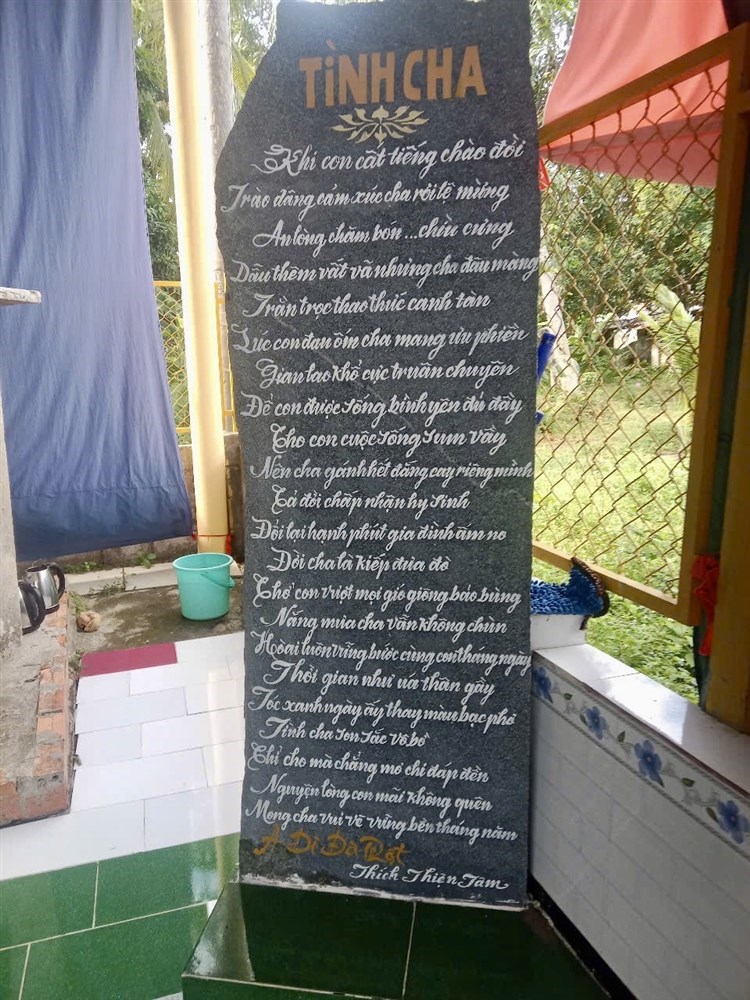 TÌNH CHA
Khi con cất tiếng chào đời
Trào dâng cảm xúc cha rơi lệ mừng
An lòng chăm bón ... chiều cưng
Dẫu thêm vất vã nhưng cha đâu màng
Trằn trọc thao thức canh tàn
Lúc con đau ốm cha mang ưu phiền
Gian lao khổ cực truân chuyên
Để con được sống bình yên đủ đầy
Cho con cuộc sống sum vầy
Nên cha gánh hết đắng cay riêng mình
Cả đời chấp nhận hy sinh
Đổi lại hạnh phút gia đình ấm no
Đời cha là kiếp đưa đò
Chở con vượt mọi gió giông bảo bùng
Nắng mưa cha vẫn không chùn
Hoài luôn vững bước cùng con tháng ngày
Thời gian như úa thân gầy
Tóc xanh ngày ấy thay màu bạc phơ
Tình cha son sắc vô bờ
Chỉ cho mà chẳng mơ chi đáp đền
Nguyện lòng con mãi không quên
Mong cha vui vẽ vững bền tháng năm
A Di Đà Phật
Thích Thiện Tâm